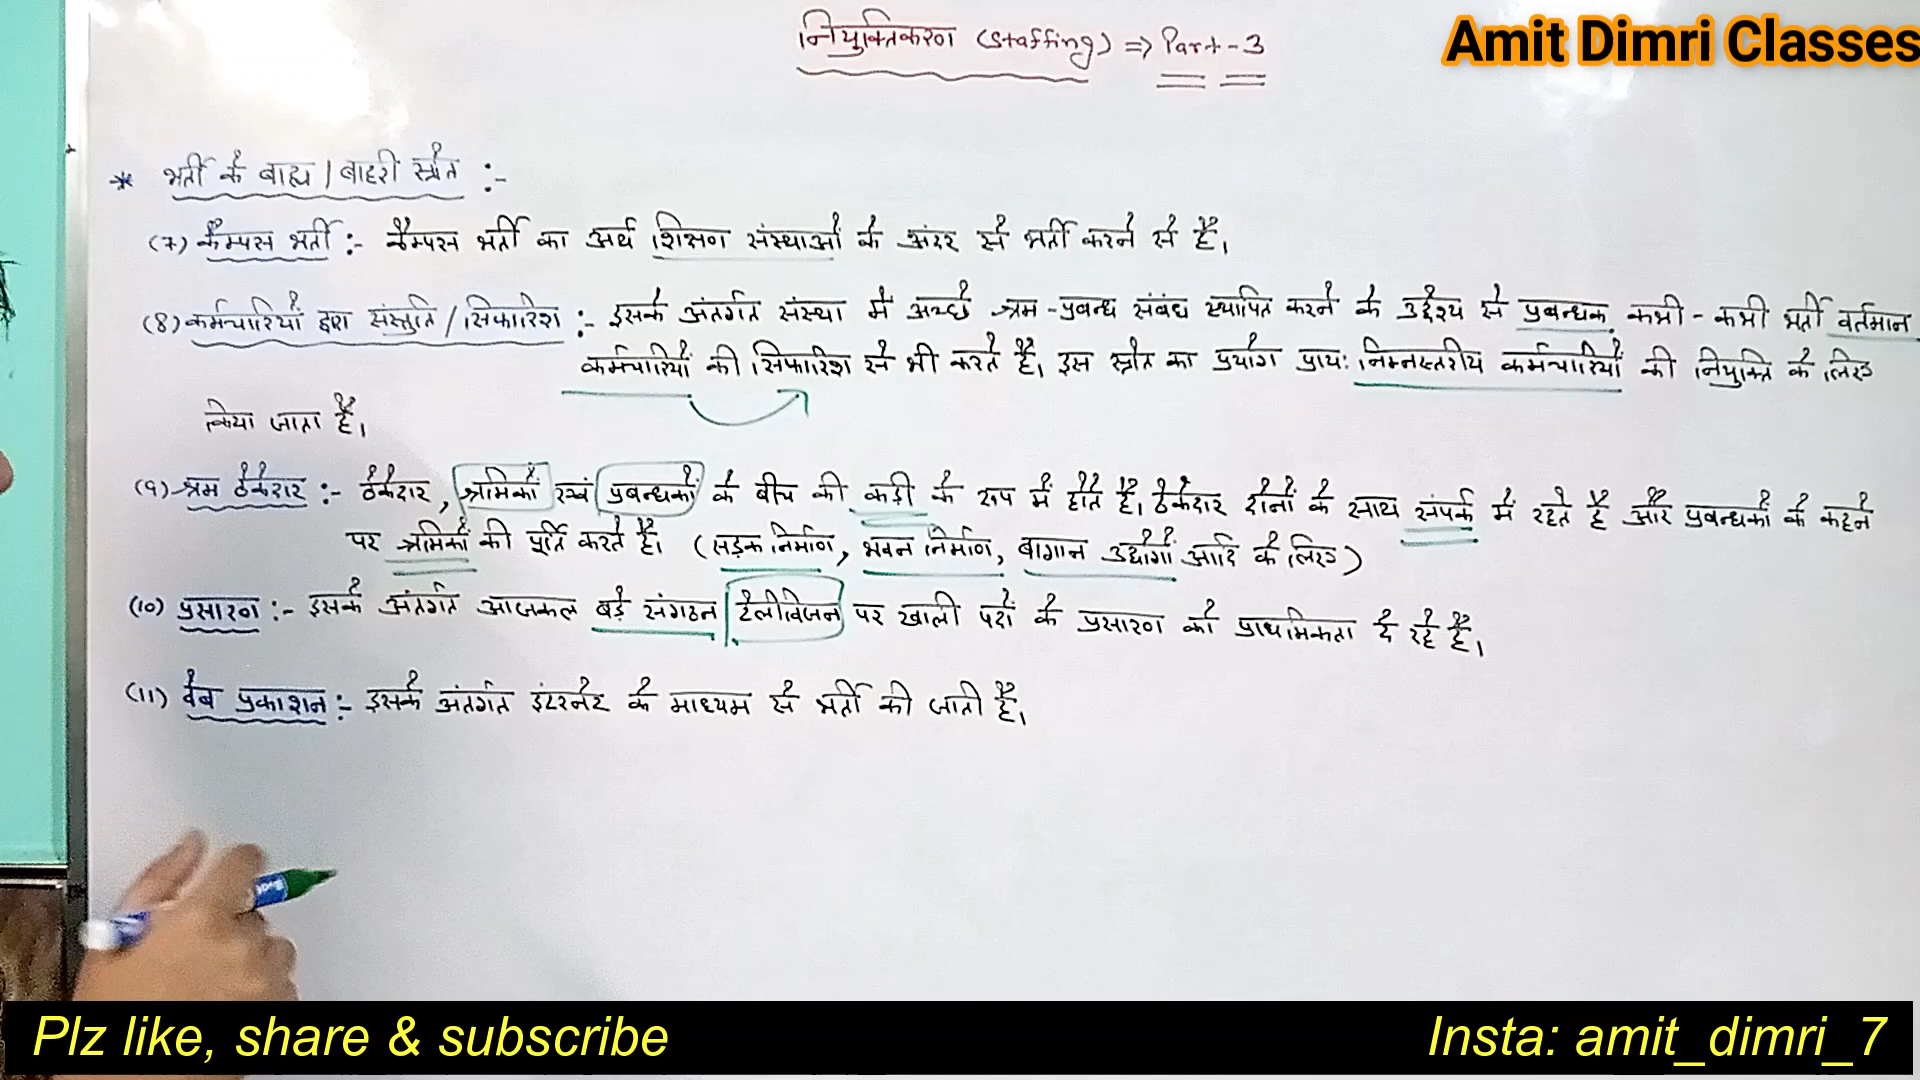 नियुक्तिकरण (Staffing) => Part-3
Amit Dimri Classes
* भर्ती के बाह्य / बाहरी स्रोत :-
(7) कैम्पस भर्ती :- कैम्पस भर्ती का अर्थ शिक्षण संस्थाओं के अंदर से भर्ती करने से है।
(8) कर्मचारियों द्वारा संस्तुति / सिफारिश :- इसके अंतर्गत संस्था में अच्छे श्रम-प्रबन्ध संबंध स्थापित करने के उद्देश्य से प्रबन्धक कभी-कभी भर्ती वर्तमान
कर्मचारियों की सिफारिश से भी करते है। इस स्रोत का प्रयोग प्रायः निम्नस्तरीय कर्मचारियों की नियुक्ति के लिए
किया जाता है।
(9) श्रम ठेकेदार :- ठेकेदार, श्रमिकों एवं प्रबन्धकों के बीच की कड़ी के रूप में होते है। ठेकेदार दोनों के साथ संपर्क में रहते है और प्रबन्धकों के कहने
पर श्रमिकों की पूर्ति करते है। (सड़क निर्माण, भवन निर्माण, बागान उद्योगों आदि के लिए)
(10) प्रसारण :- इसके अंतर्गत आजकल बड़े संगठन टेलीविजन पर खाली पदों के प्रसारण को प्राथमिकता दे रहे है।
(11) वेब प्रकाशन :- इसके अंतर्गत इंटरनेट के माध्यम से भर्ती की जाती है।
Plz like, share & subscribe
Insta: amit_dimri_7